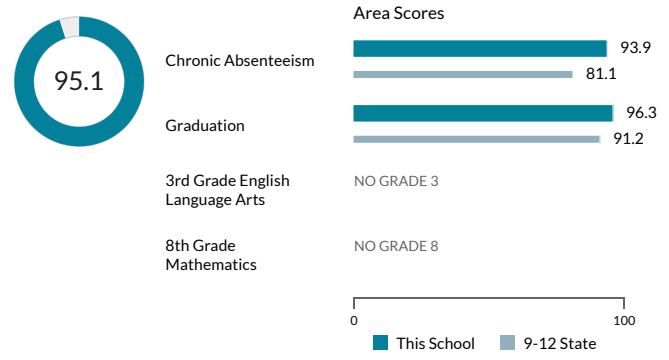 Area Scores
95.1
Chronic Absenteeism
93.9
81.1
Graduation
96.3
91.2
3rd Grade English
Language Arts
NO GRADE 3
8th Grade
Mathematics
NO GRADE 8
0
100
This School
9-12 State